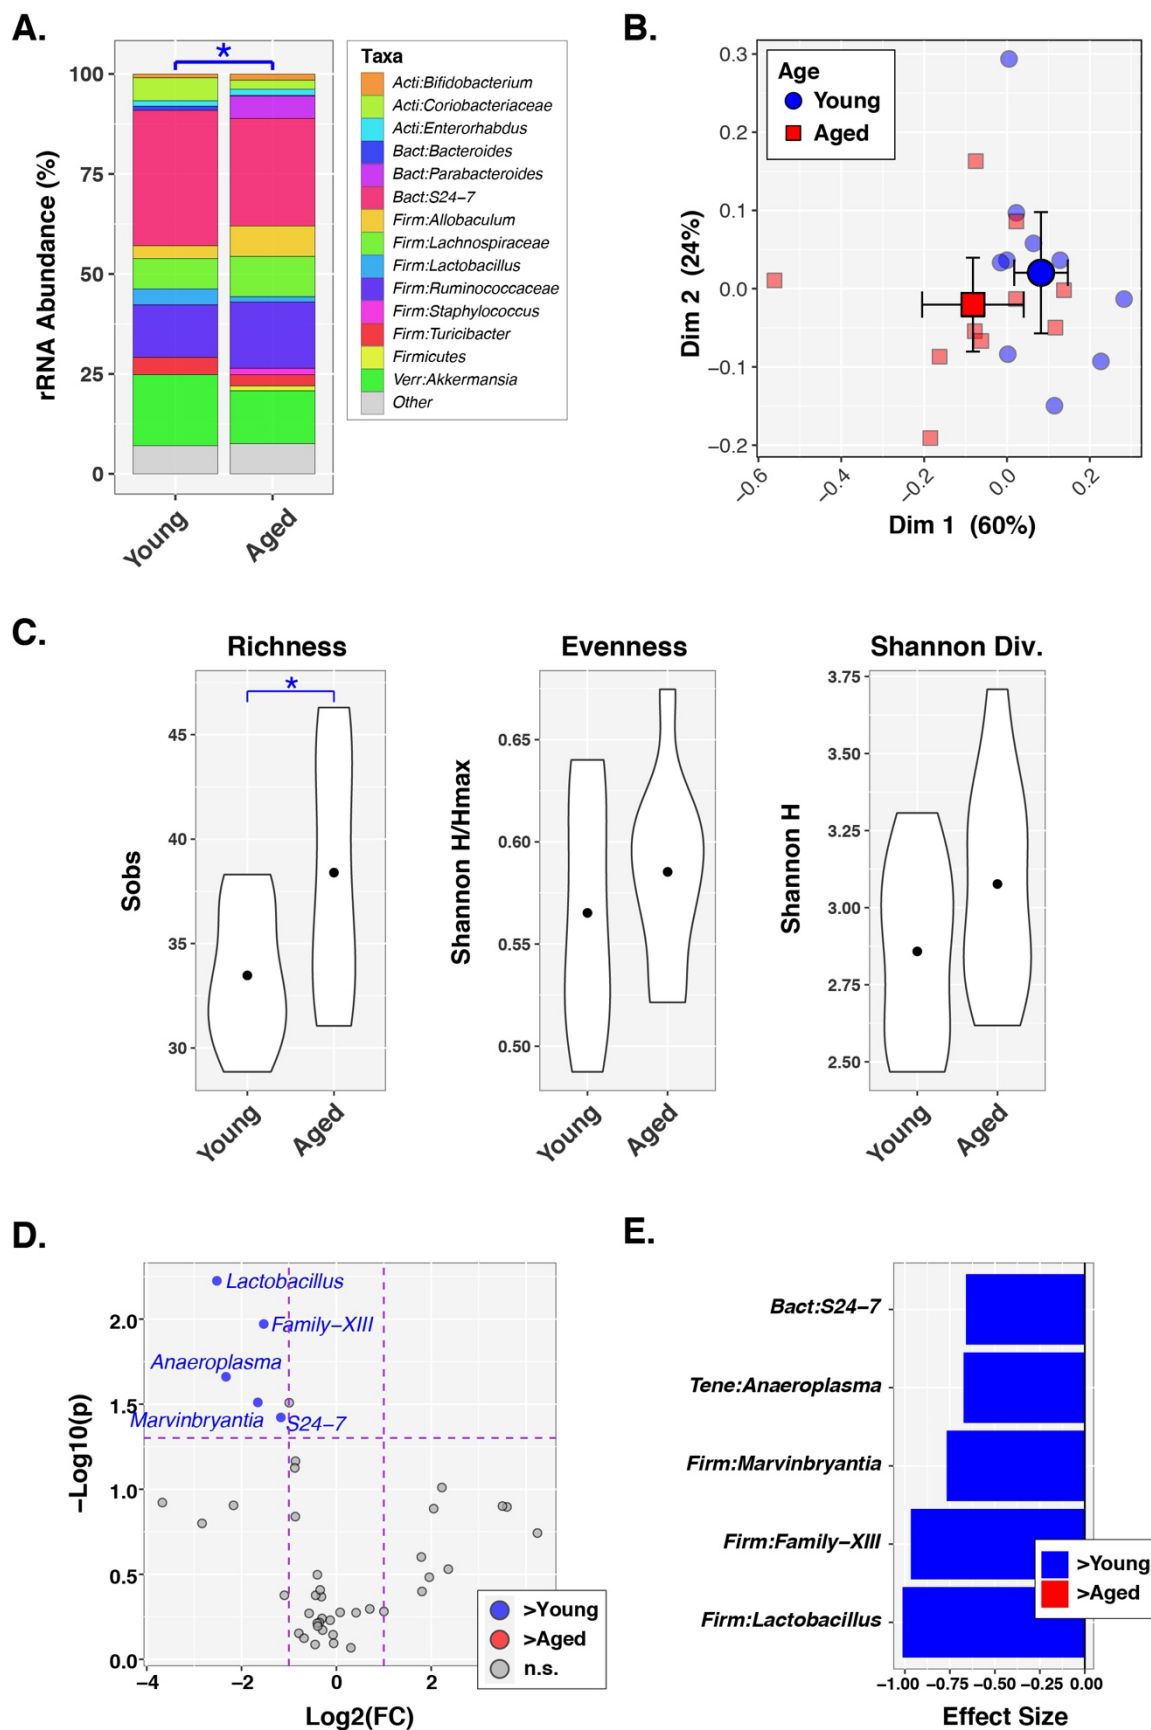 A.
*
rRNA Abundance (%)
100
75
50
25
0
Young
Aged
Taxa
Acti:Bifidobacterium
Acti:Coriobacteriaceae
Acti:Enterorhabdus
Bact:Bacteroides
Bact:Parabacteroides
Bact:S24-7
Firm:Allobaculum
Firm:Lachnospiraceae
Firm:Lactobacillus
Firm:Ruminococcaceae
Firm:Staphylococcus
Firm:Turicibacter
Firmicutes
Verr:Akkermansia
Other
B.
Age
Young
Aged
Dim 2 (24%)
0.3
0.2
0.1
0.0
−0.1
−0.2
−0.6
−0.4
−0.2
0.0
0.2
Dim 1 (60%)
C.
Richness
*
Sobs
45
40
35
30
Young
Aged
Evenness
Shannon H/Hmax
0.65
0.60
0.55
0.50
Young
Aged
Shannon Div.
Shannon H
3.75
3.50
3.25
3.00
2.75
2.50
Young
Aged
D.
−Log10(p)
2.0
1.5
1.0
0.5
0.0
Lactobacillus
Family−XIII
Anaeroplasma
Marvinbryantia
S24−7
>Young
>Aged
n.s.
−4
−2
0
2
Log2(FC)
E.
Bact:S24−7
Tene:Anaeroplasma
Firm:Marvinbryantia
Firm:Family−XIII
Firm:Lactobacillus
>Young
>Aged
−1.00
−0.75
−0.50
−0.25
0.00
Effect Size